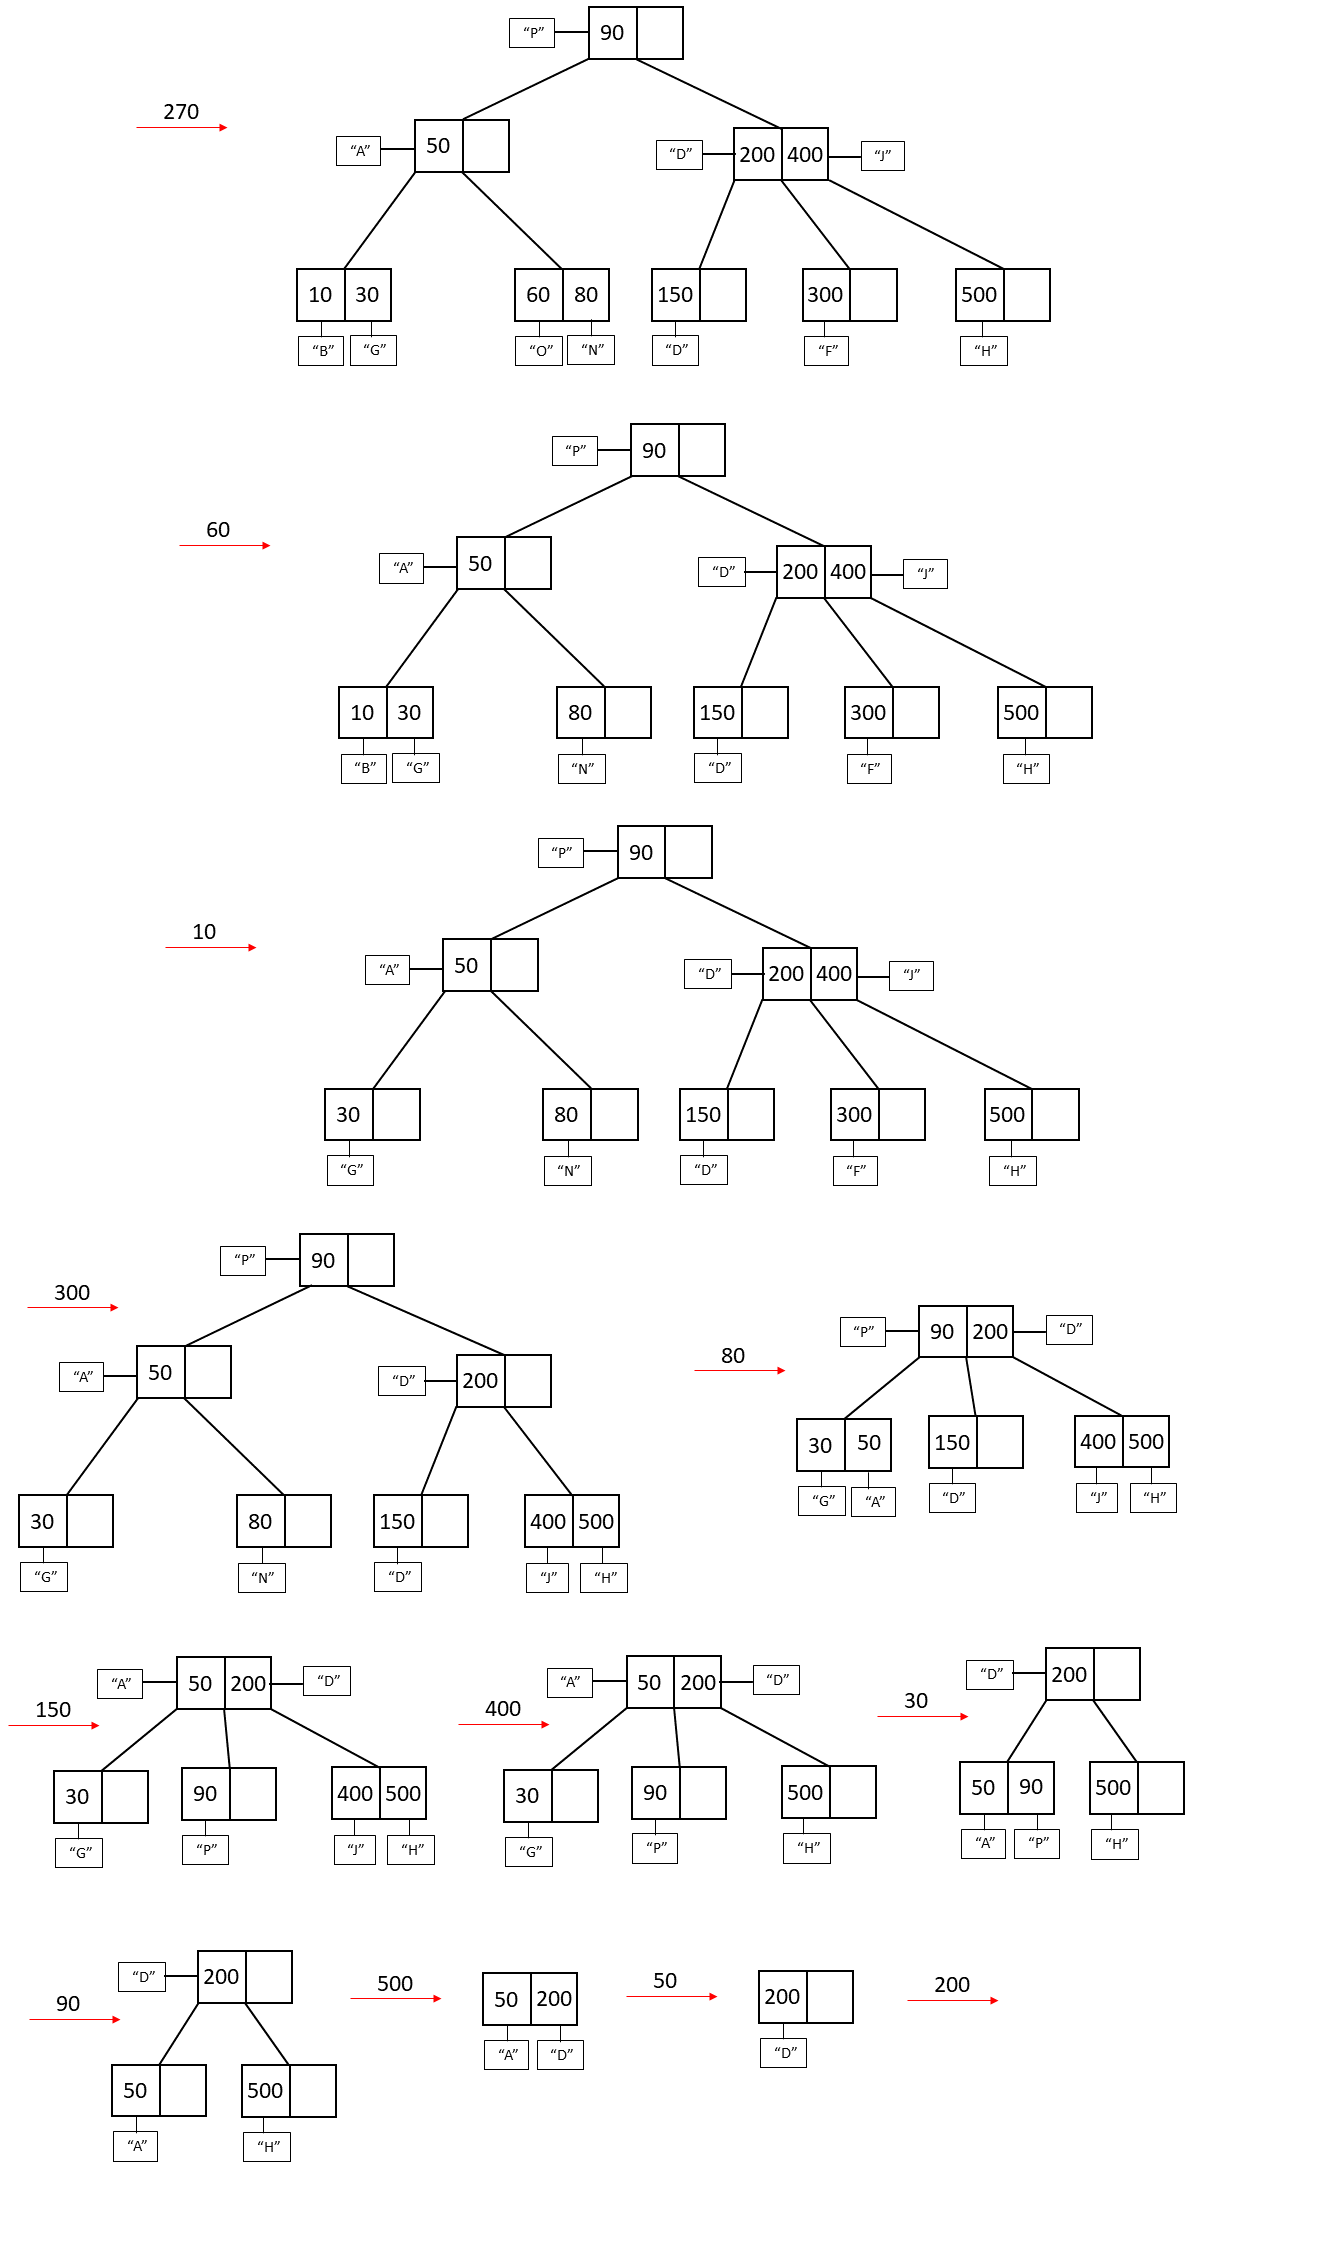 “P” 90
270
“A” 50 “D” 200 400 “J”
10 30 60 80 150 300 500
“B” “G” “O” “N” “D” “F” “H”
“P” 90
60
“A” 50 “D” 200 400 “J”
10 30 80 150 300 500
“B” “G” “N” “D” “F” “H”
“P” 90
10
“A” 50 “D” 200 400 “J”
30 80 150 300 500
“G” “N” “D” “F” “H”
“P” 90
300
“A” 50 “D” 200
30 80 150 400 500
“G” “N” “D” “J” “H”
“P” 90 200 “D”
80
30 50 150 400 500
“G” “A” “D” “J” “H”
“A” 50 200 “D”
150
30 90 400 500
“G” “P” “J” “H”
“A” 50 200 “D”
400
30 90 500
“G” “P” “H”
“D” 200
30
50 90 500
“A” “P” “H”
“D” 200
90
50 500
“A” “H”
500
50 200
“A” “D”
50
200
“D”
200